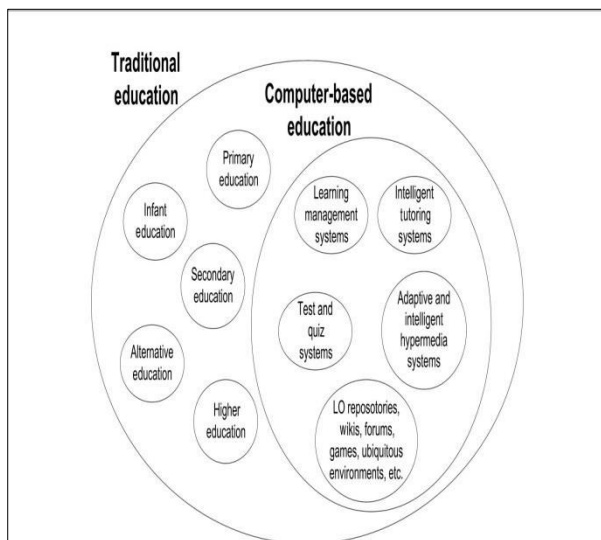 Traditional
education
Computer-based
education
Primary
education
Infant
education
Secondary
education
Alternative
education
Higher
education
Learning
management
systems
Intelligent
tutoring
systems
Test and
quiz
systems
Adaptive and
intelligent
hypermedia
systems
LO reposotories,
wikis, forums,
games, ubiquitous
environments, etc.